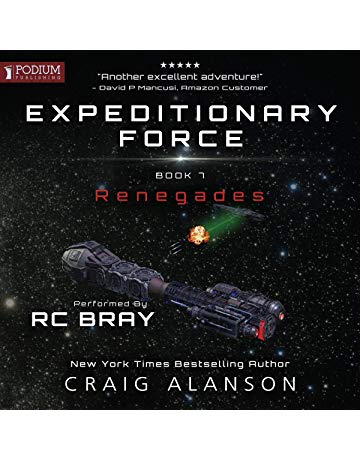 PODIUM
PUBLISHING
★★★★★
"Another excellent adventure!"
- David P Mancusi, Amazon Customer
EXPEDITIONARY
FORCE
BOOK 7
Renegades
Performed By
RC BRAY
New York Times Bestselling Author
CRAIG ALANSON